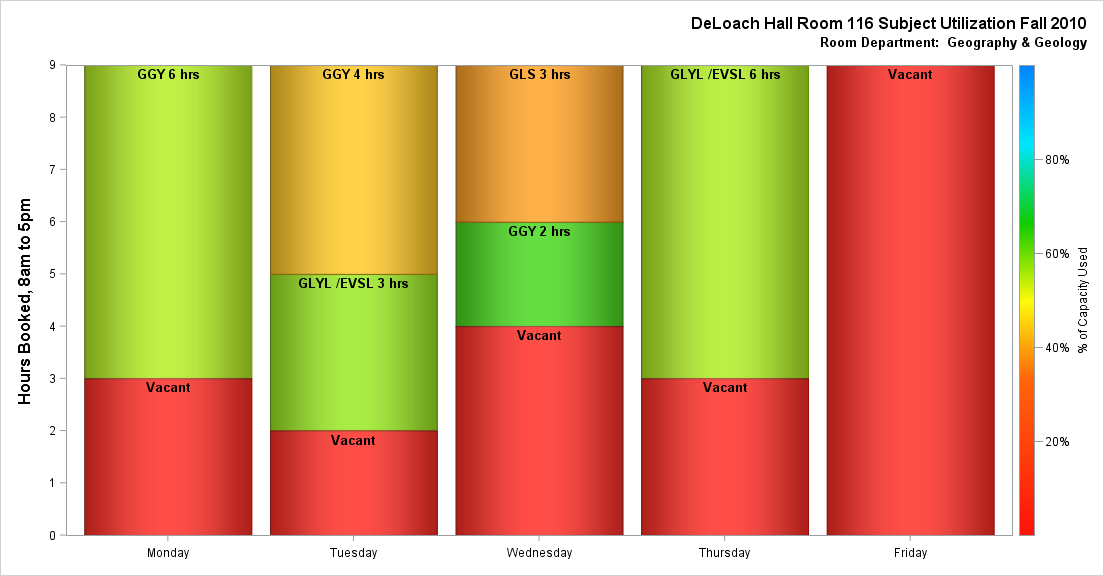 DeLoach Hall Room 116 Subject Utilization Fall 2010
Room Department:  Geography & Geology
Hours Booked, 8am to 5pm
9
8
7
6
5
4
3
2
1
0
GGY 6 hrs
Vacant
GGY 4 hrs
GLYL /EVSL 3 hrs
Vacant
GLS 3 hrs
GGY 2 hrs
Vacant
GLYL /EVSL 6 hrs
Vacant
Vacant
Monday
Tuesday
Wednesday
Thursday
Friday
80%
60%
40%
20%
% of Capacity Used